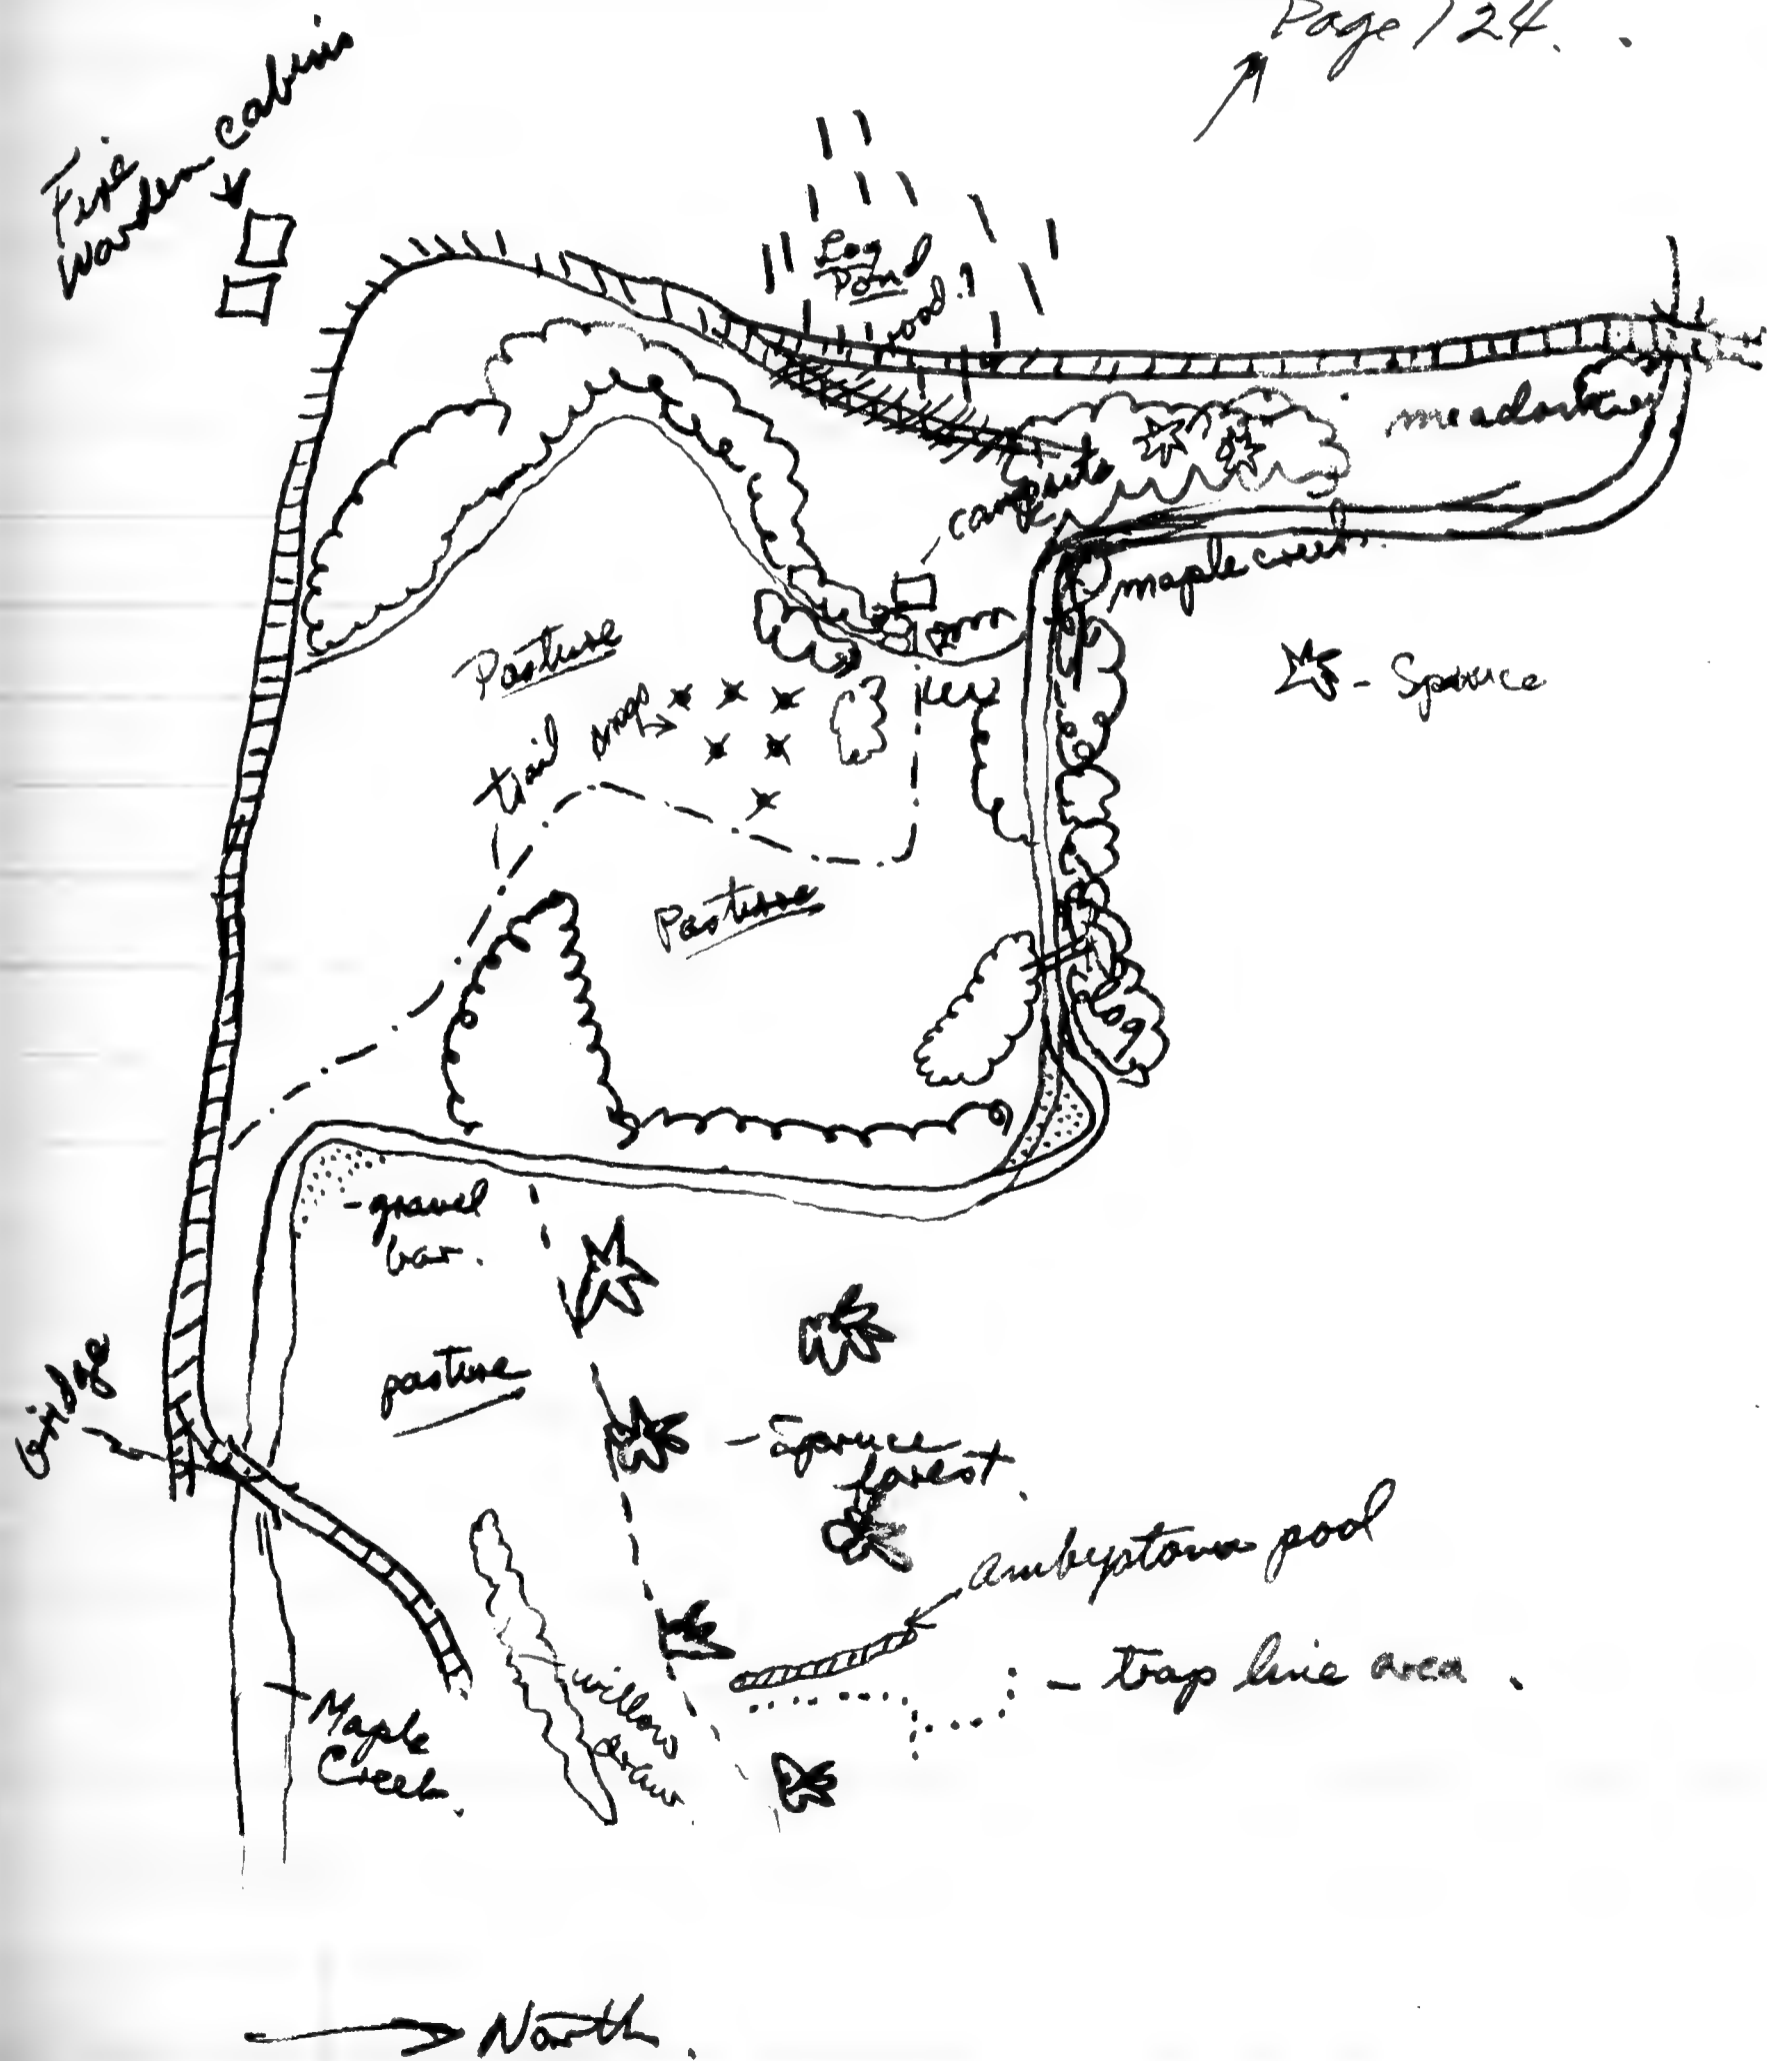 Page 124.
Fire
Warden cabins
Log
Pond
meadow
campsite
maple creek.
Pasture
- Spruce
trail
Pasture
log
- gravel
bar.
bridge
pasture
- Spruce
forest.
ambystoma pool
- trap line area.
willow
draw
Maple
Creek.
North.